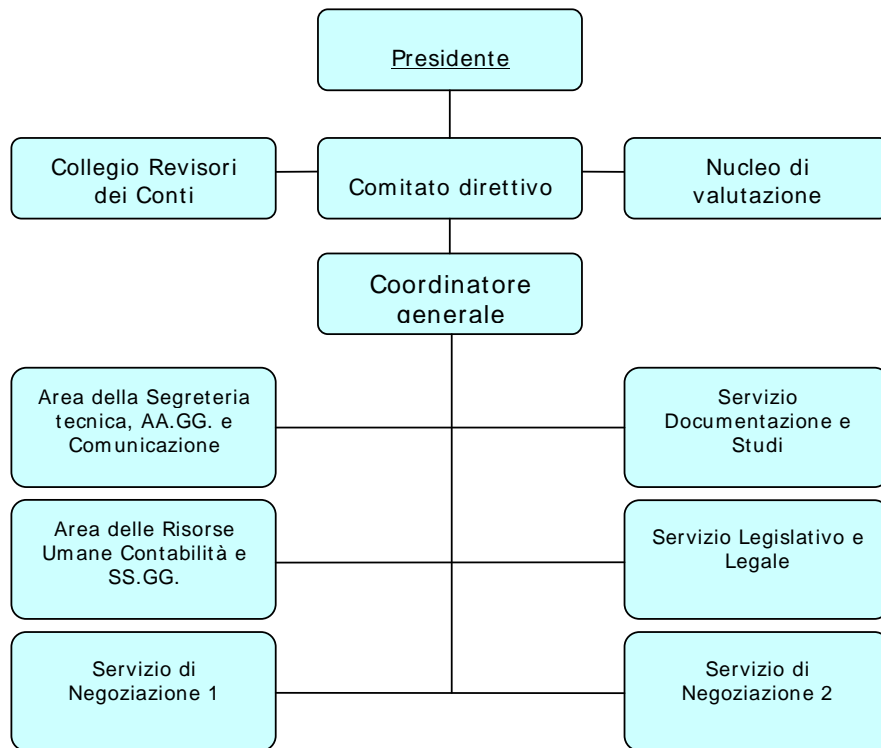 Presidente
Collegio Revisori
dei Conti
Comitato direttivo
Nucleo di
valutazione
Coordinatore
generale
Area della Segreteria
tecnica, AA.GG. e
Comunicazione
Servizio
Documentazione e
Studi
Area delle Risorse
Umane Contabilità e
SS.GG.
Servizio Legislativo e
Legale
Servizio di
Negoziazione 1
Servizio di
Negoziazione 2